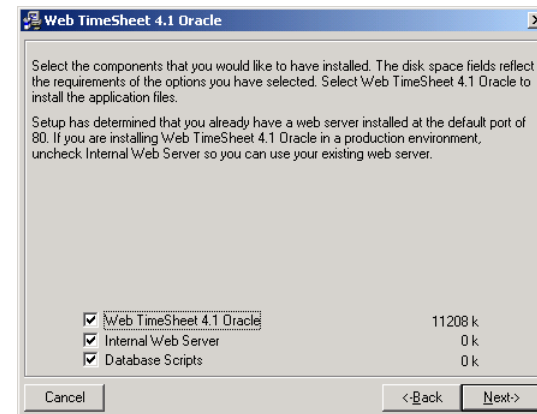 Web TimeSheet 4.1 Oracle
Select the components that you would like to have installed. The disk space fields reflect
the requirements of the options you have selected. Select Web TimeSheet 4.1 Oracle to
install the application files.
Setup has determined that you already have a web server installed at the default port of
80. If you are installing Web TimeSheet 4.1 Oracle in a production environment,
uncheck Internal Web Server so you can use your existing web server.
Web TimeSheet 4.1 Oracle 11208 k
Internal Web Server 0 k
Database Scripts 0 k
Cancel <-Back Next->